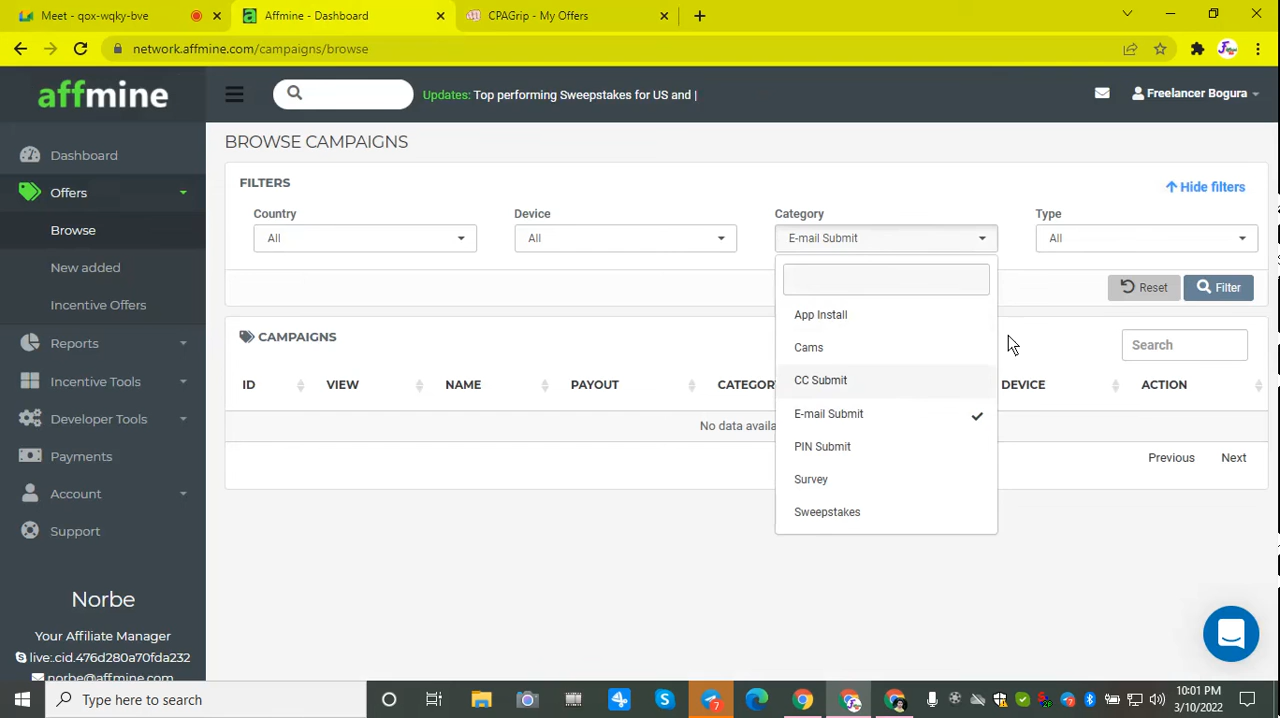 Meet - qox-wqky-bve
Affmine - Dashboard
CPAGrip - My Offers
network.affmine.com/campaigns/browse
affmine
Updates: Top performing Sweepstakes for US and |
Freelancer Bogura
Dashboard
Offers
Browse
New added
Incentive Offers
Reports
Incentive Tools
Developer Tools
Payments
Account
Support
Norbe
Your Affiliate Manager
live:.cid.476d280a70fda232
norbe@affmine.com
BROWSE CAMPAIGNS
FILTERS
Hide filters
Country Device Category Type
All All E-mail Submit All
Reset Filter
App Install
Cams
CC Submit
E-mail Submit
PIN Submit
Survey
Sweepstakes
CAMPAIGNS
Search
ID VIEW NAME PAYOUT CATEGOR DEVICE ACTION
No data availa
Previous Next
Type here to search
7
10:01 PM
3/10/2022